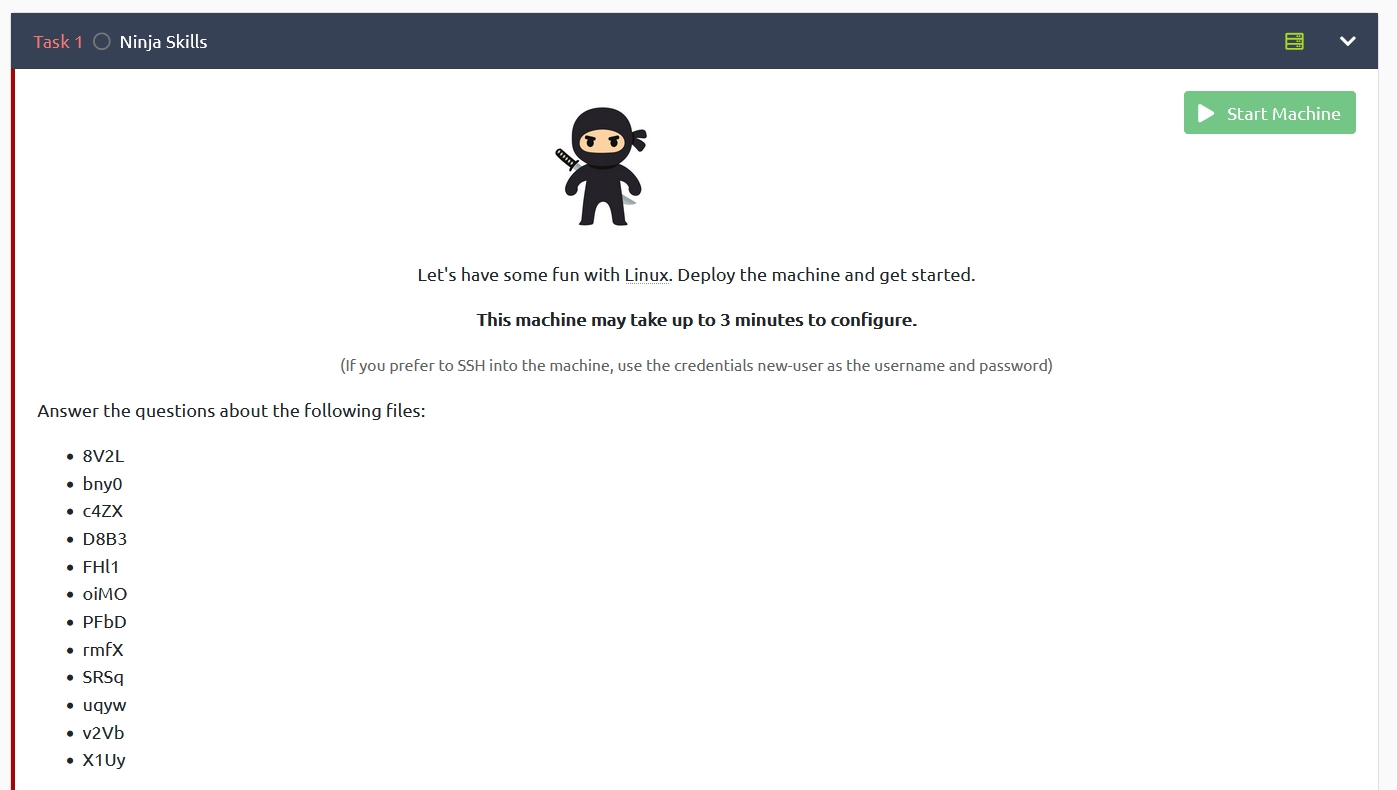 Task 1 Ninja Skills
Start Machine
Let's have some fun with Linux. Deploy the machine and get started.
This machine may take up to 3 minutes to configure.
(If you prefer to SSH into the machine, use the credentials new-user as the username and password)
Answer the questions about the following files:
• 8V2L
• bny0
• c4ZX
• D8B3
• FHl1
• oiMO
• PFbD
• rmfX
• SRSq
• uqyw
• v2Vb
• X1Uy